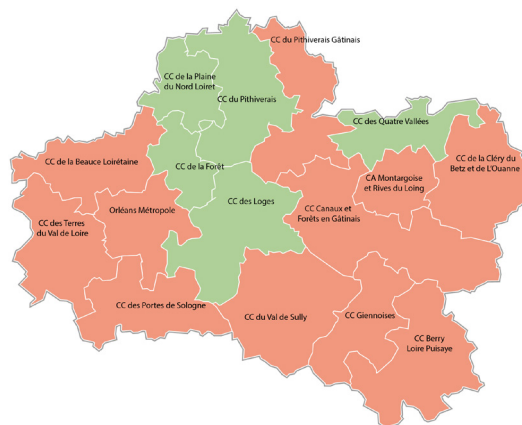 CC du Pithiverais Gâtinais
CC de la Plaine
du Nord Loiret
CC du Pithiverais
CC des Quatre Vallées
CC de la Beauce Loirétaine
CC de la Forêt
CC de la Cléry du
Betz et de L'Ouanne
CA Montargoise
et Rives du Loing
CC des Loges
CC Canaux et
Forêts en Gâtinais
Orléans Métropole
CC des Terres
du Val de Loire
CC des Portes de Sologne
CC du Val de Sully
CC Giennoises
CC Berry
Loire Puisaye